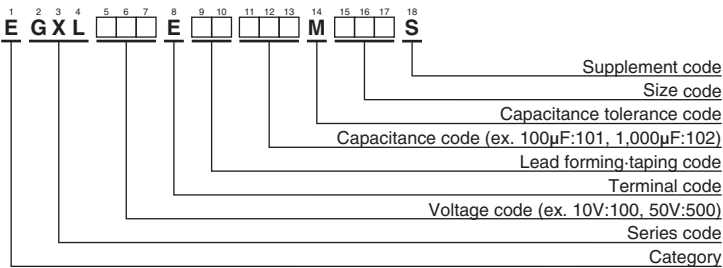 1 2 3 4 5 6 7 8 9 10 11 12 13 14 15 16 17 18
E GXL E M S
Supplement code
Size code
Capacitance tolerance code
Capacitance code (ex. 100µF:101, 1,000µF:102)
Lead forming·taping code
Terminal code
Voltage code (ex. 10V:100, 50V:500)
Series code
Category